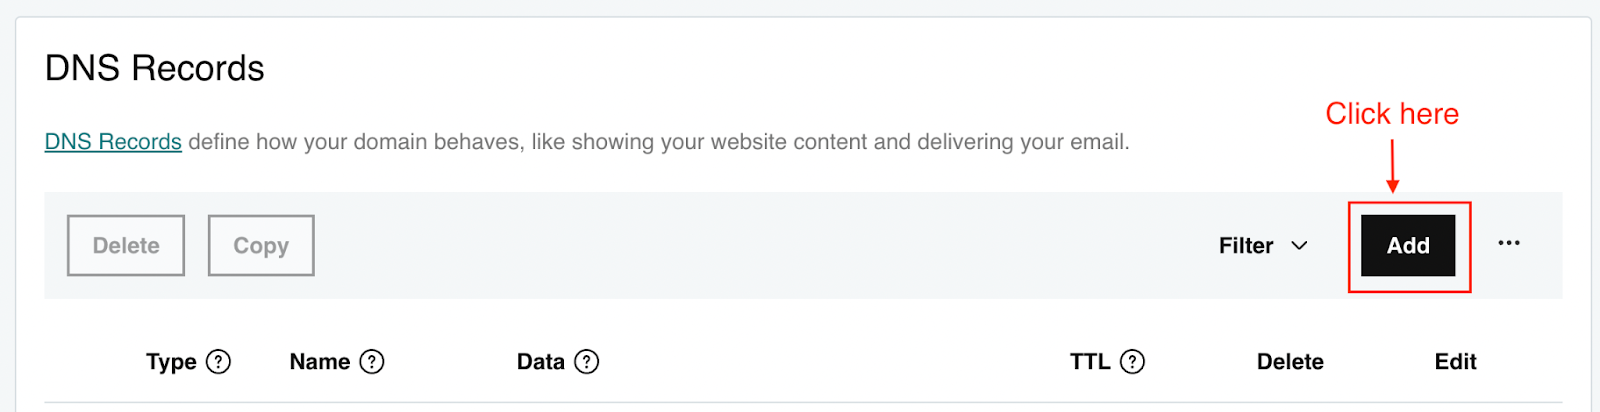 DNS Records
Click here
DNS Records define how your domain behaves, like showing your website content and delivering your email.
Delete Copy Filter Add ...
Type ? Name ? Data ? TTL ? Delete Edit